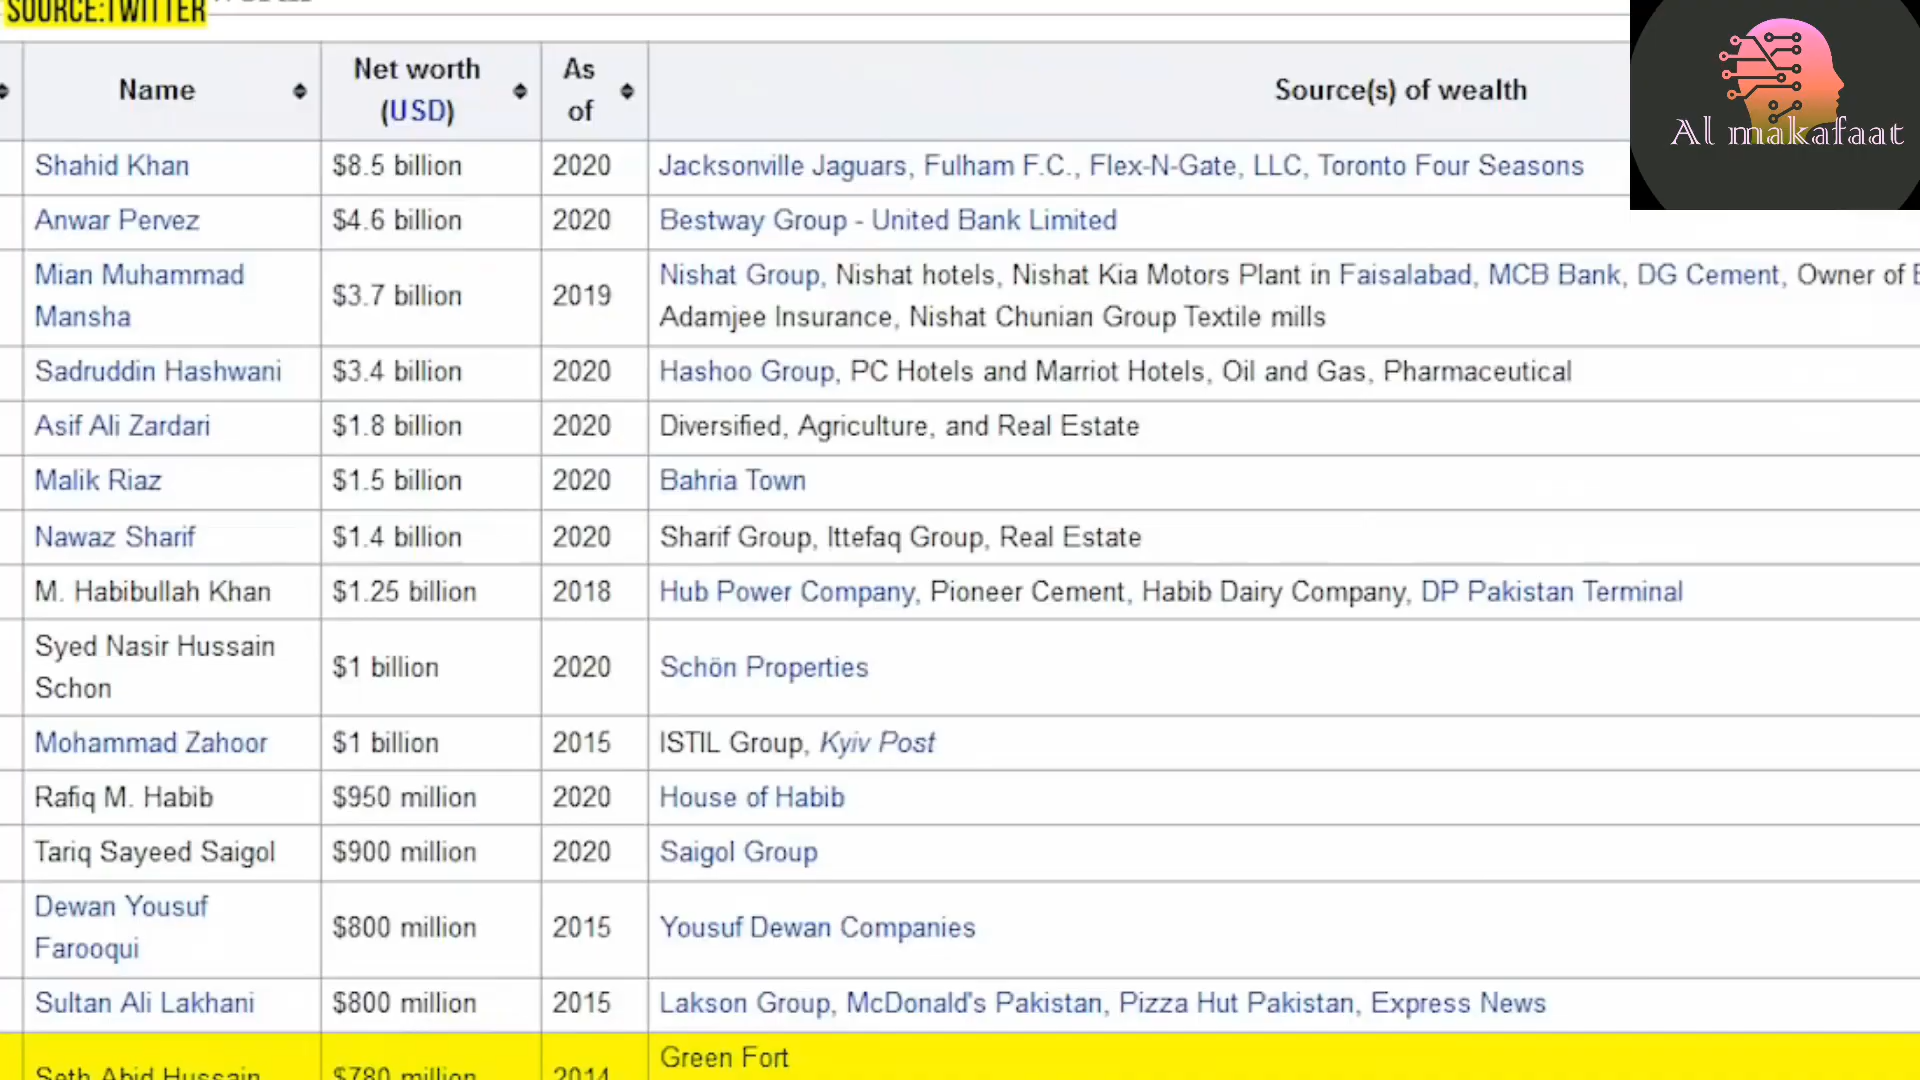 SOURCE:TWITTER
Name
Net worth
(USD)
As
of
Source(s) of wealth
Al makafaat
Shahid Khan $8.5 billion 2020 Jacksonville Jaguars, Fulham F.C., Flex-N-Gate, LLC, Toronto Four Seasons
Anwar Pervez $4.6 billion 2020 Bestway Group - United Bank Limited
Mian Muhammad
Mansha
$3.7 billion 2019
Nishat Group, Nishat hotels, Nishat Kia Motors Plant in Faisalabad, MCB Bank, DG Cement, Owner of
Adamjee Insurance, Nishat Chunian Group Textile mills
Sadruddin Hashwani $3.4 billion 2020 Hashoo Group, PC Hotels and Marriot Hotels, Oil and Gas, Pharmaceutical
Asif Ali Zardari $1.8 billion 2020 Diversified, Agriculture, and Real Estate
Malik Riaz $1.5 billion 2020 Bahria Town
Nawaz Sharif $1.4 billion 2020 Sharif Group, Ittefaq Group, Real Estate
M. Habibullah Khan $1.25 billion 2018 Hub Power Company, Pioneer Cement, Habib Dairy Company, DP Pakistan Terminal
Syed Nasir Hussain
Schon
$1 billion 2020 Schön Properties
Mohammad Zahoor $1 billion 2015 ISTIL Group, Kyiv Post
Rafiq M. Habib $950 million 2020 House of Habib
Tariq Sayeed Saigol $900 million 2020 Saigol Group
Dewan Yousuf
Farooqui
$800 million 2015 Yousuf Dewan Companies
Sultan Ali Lakhani $800 million 2015 Lakson Group, McDonald's Pakistan, Pizza Hut Pakistan, Express News
Green Fort
Seth Abid Hussain $780 million 2014